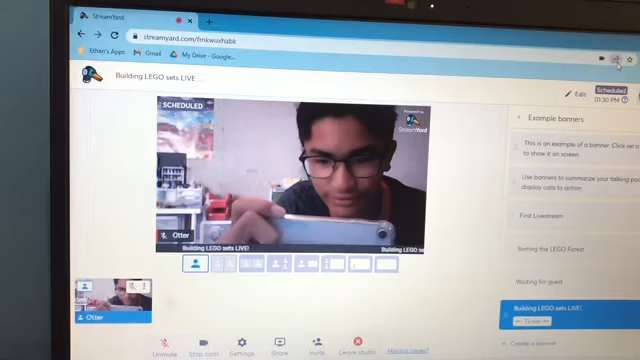 StreamYard
streamyard.com/fmkwuxhabk
Ethan's Apps
Gmail
My Drive - Google...
Building LEGO sets LIVE ...
Edit
Scheduled
01:30 PM
SCHEDULED
Powered by
StreamYard
Otter
Building LEGO sets LIVE!
Building LEGO se
Example banners
This is an example of a banner. Click on
to show it on screen.
Use banners to summarize your talking
display calls to action
First Livestream
Sorting the LEGO Forest
Waiting for guest
Building LEGO sets LIVE!
Ticker
Create a banner
Otter
Unmute
Stop cam
Settings
Share
Invite
Leave studio
Having issues?